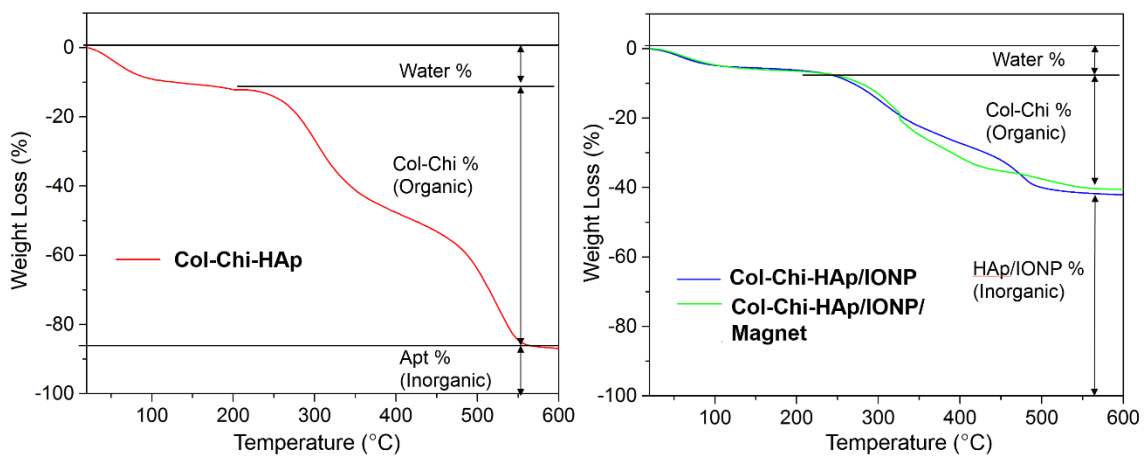 0
-20
-40
-60
-80
-100
Weight Loss (%)
Water %
Col-Chi %
(Organic)
Col-Chi-HAp
Apt %
(Inorganic)
100
200
300
400
500
600
Temperature (°C)
0
-20
-40
-60
-80
-100
Weight Loss (%)
Water %
Col-Chi %
(Organic)
HAp/IONP %
(Inorganic)
Col-Chi-HAp/IONP
Col-Chi-HAp/IONP/
Magnet
100
200
300
400
500
600
Temperature (°C)